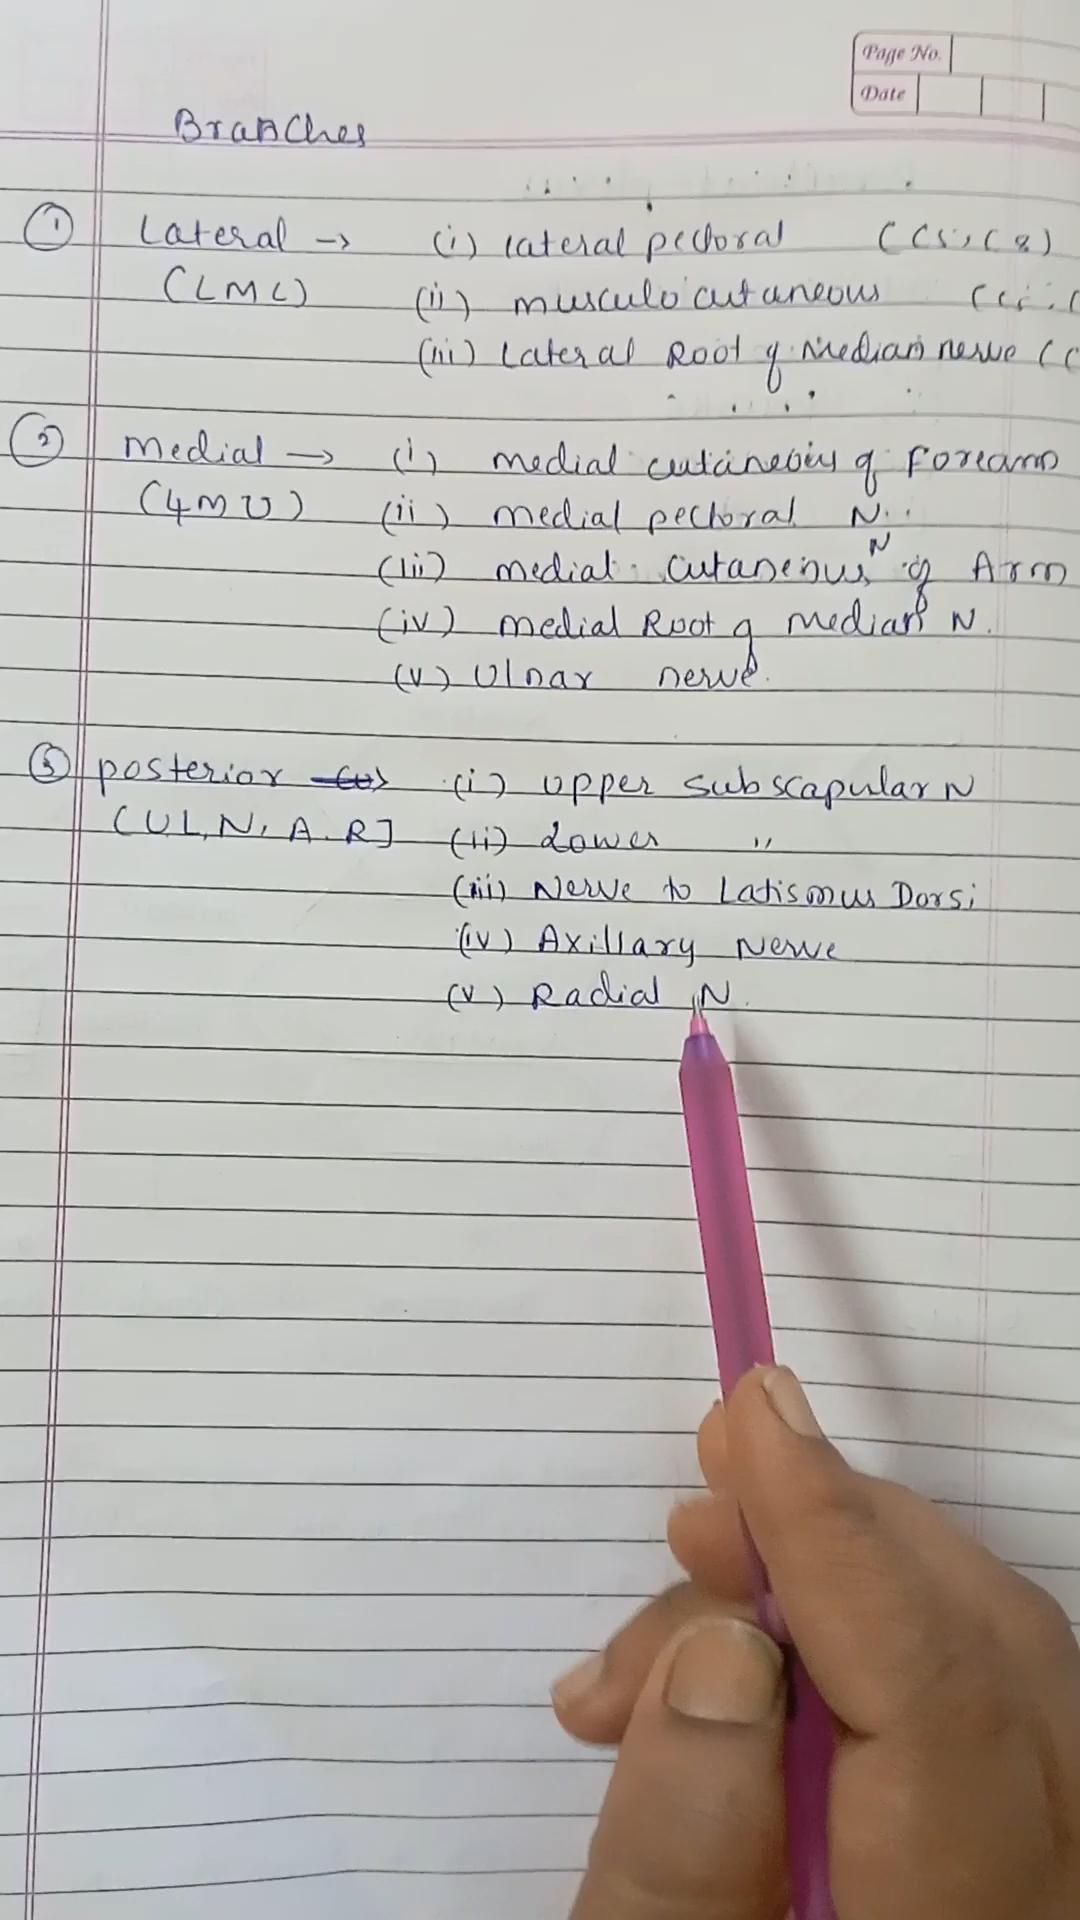 Page No.
Date
Branches
① Lateral → (i) Lateral pectoral (C5,C8)
(LML) (ii) musculocutaneous
(iii) Lateral Root of Median nerve (C
② Medial → (i) medial cutaneous of Forearm
(4MU) (ii) medial pectoral N.
(iii) medial cutaneous N of Arm
(iv) medial Root of median N.
(v) Ulnar nerve.
③ posterior → (i) Upper subscapular N
(U L, N, A. R] (ii) Lower "
(iii) Nerve to Latismus Dorsi
(iv) Axillary Nerve
(v) Radial N.